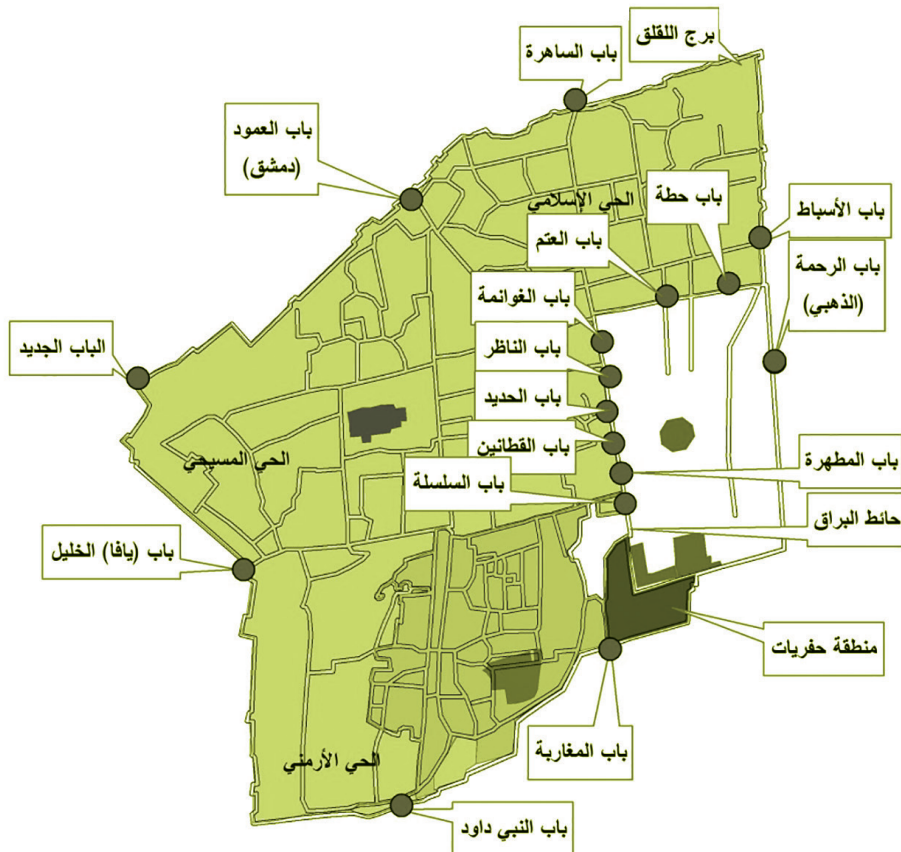 برج اللقلق
باب الساهرة
باب العمود
(دمشق)
الحي الإسلامي
باب حطة
باب الأسباط
باب العتم
باب الرحمة
(الذهبي)
باب الغوانمة
باب الناظر
الباب الجديد
باب الحديد
باب القطانين
باب المطهرة
الحي المسيحي
باب السلسلة
حائط البراق
باب (يافا) الخليل
منطقة حفريات
باب المغاربة
الحي الأرمني
باب النبي داود